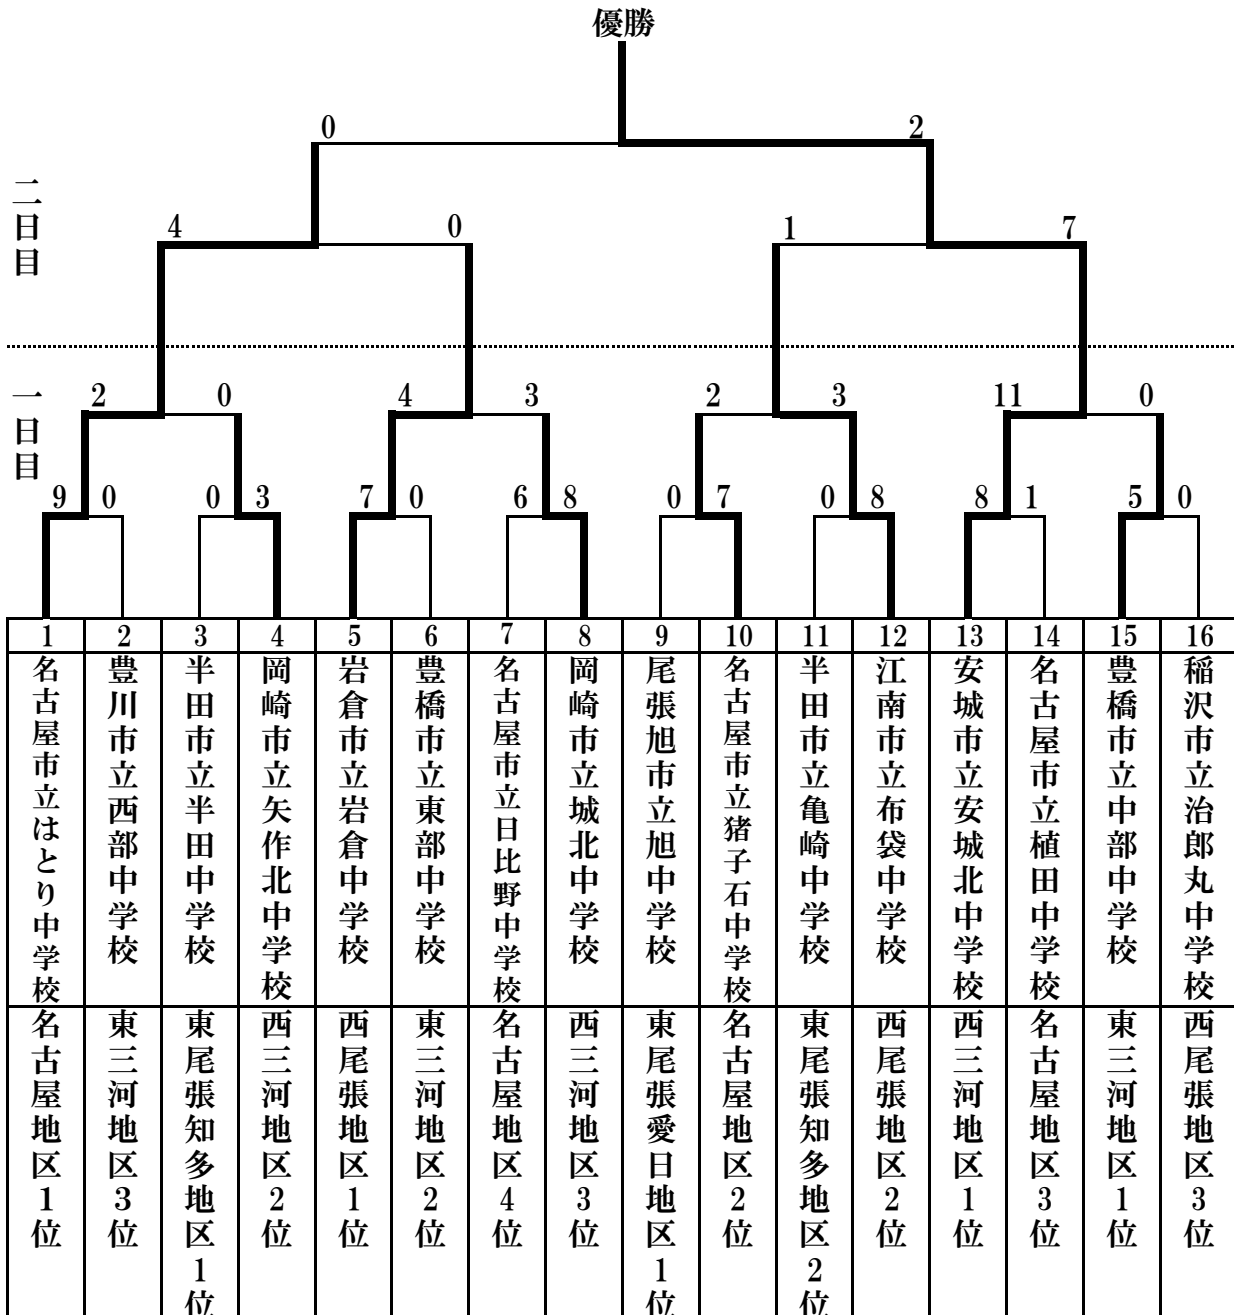 優勝
0 2
二日目
4 0 1 7
一日目
2 0 4 3 2 3 11 0
9 0 0 3 7 0 6 8 0 7 0 8 8 1 5 0
1 2 3 4 5 6 7 8 9 10 11 12 13 14 15 16
名古屋市立はとり中学校
豊川市立西部中学校
半田市立半田中学校
岡崎市立矢作北中学校
岩倉市立岩倉中学校
豊橋市立東部中学校
名古屋市立日比野中学校
岡崎市立城北中学校
尾張旭市立旭中学校
名古屋市立猪子石中学校
半田市立亀崎中学校
江南市立布袋中学校
安城市立安城北中学校
名古屋市立植田中学校
豊橋市立中部中学校
稲沢市立治郎丸中学校
名古屋地区1位
東三河地区3位
東尾張知多地区1位
西三河地区2位
西尾張地区1位
東三河地区2位
名古屋地区4位
西三河地区3位
東尾張愛日地区1位
名古屋地区2位
東尾張知多地区2位
西尾張地区2位
西三河地区1位
名古屋地区3位
東三河地区1位
西尾張地区3位